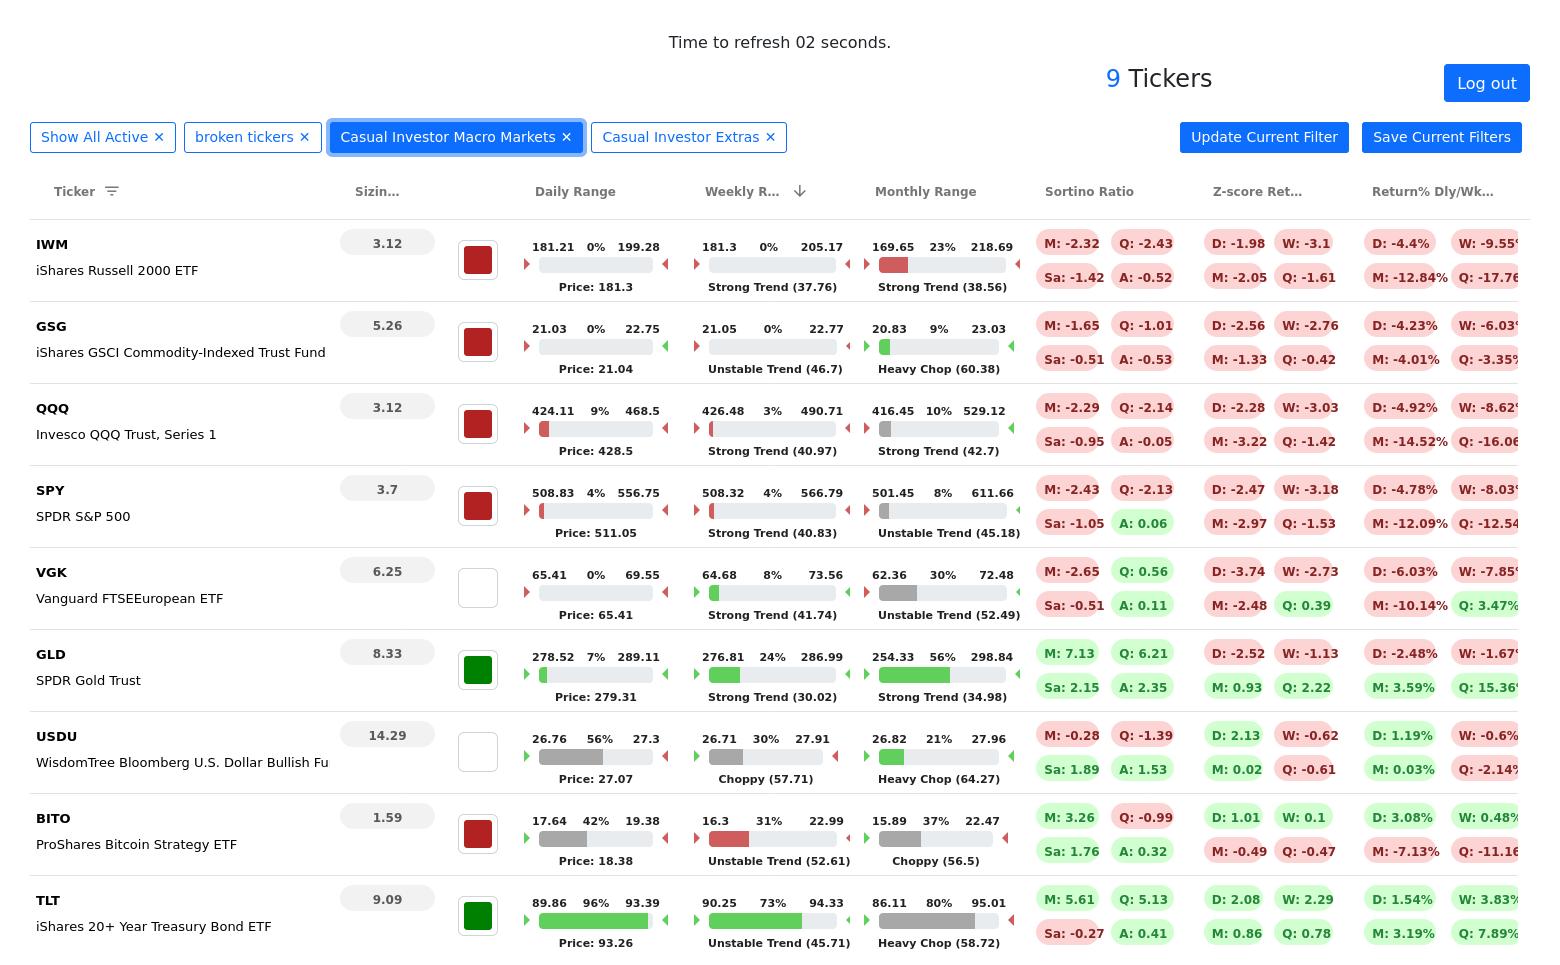 Time to refresh 02 seconds.
9 Tickers
Log out
Show All Active ✕ broken tickers ✕ Casual Investor Macro Markets ✕ Casual Investor Extras ✕ Update Current Filter Save Current Filters
Ticker Sizin... Daily Range Weekly R... Monthly Range Sortino Ratio Z-score Ret... Return% Dly/Wk...
IWM 3.12 181.21 0% 199.28 181.3 0% 205.17 169.65 23% 218.69 M: -2.32 Q: -2.43 D: -1.98 W: -3.1 D: -4.4% W: -9.55%
iShares Russell 2000 ETF Sa: -1.42 A: -0.52 M: -2.05 Q: -1.61 M: -12.84% Q: -17.76
Price: 181.3 Strong Trend (37.76) Strong Trend (38.56)
GSG 5.26 21.03 0% 22.75 21.05 0% 22.77 20.83 9% 23.03 M: -1.65 Q: -1.01 D: -2.56 W: -2.76 D: -4.23% W: -6.03%
iShares GSCI Commodity-Indexed Trust Fund Sa: -0.51 A: -0.53 M: -1.33 Q: -0.42 M: -4.01% Q: -3.35%
Price: 21.04 Unstable Trend (46.7) Heavy Chop (60.38)
QQQ 3.12 424.11 9% 468.5 426.48 3% 490.71 416.45 10% 529.12 M: -2.29 Q: -2.14 D: -2.28 W: -3.03 D: -4.92% W: -8.62%
Invesco QQQ Trust, Series 1 Sa: -0.95 A: -0.05 M: -3.22 Q: -1.42 M: -14.52% Q: -16.06
Price: 428.5 Strong Trend (40.97) Strong Trend (42.7)
SPY 3.7 508.83 4% 556.75 508.32 4% 566.79 501.45 8% 611.66 M: -2.43 Q: -2.13 D: -2.47 W: -3.18 D: -4.78% W: -8.03%
SPDR S&P 500 Sa: -1.05 A: 0.06 M: -2.97 Q: -1.53 M: -12.09% Q: -12.54
Price: 511.05 Strong Trend (40.83) Unstable Trend (45.18)
VGK 6.25 65.41 0% 69.55 64.68 8% 73.56 62.36 30% 72.48 M: -2.65 Q: 0.56 D: -3.74 W: -2.73 D: -6.03% W: -7.85%
Vanguard FTSEEuropean ETF Sa: -0.51 A: 0.11 M: -2.48 Q: 0.39 M: -10.14% Q: 3.47%
Price: 65.41 Strong Trend (41.74) Unstable Trend (52.49)
GLD 8.33 278.52 7% 289.11 276.81 24% 286.99 254.33 56% 298.84 M: 7.13 Q: 6.21 D: -2.52 W: -1.13 D: -2.48% W: -1.67%
SPDR Gold Trust Sa: 2.15 A: 2.35 M: 0.93 Q: 2.22 M: 3.59% Q: 15.36%
Price: 279.31 Strong Trend (30.02) Strong Trend (34.98)
USDU 14.29 26.76 56% 27.3 26.71 30% 27.91 26.82 21% 27.96 M: -0.28 Q: -1.39 D: 2.13 W: -0.62 D: 1.19% W: -0.6%
WisdomTree Bloomberg U.S. Dollar Bullish Fu Sa: 1.89 A: 1.53 M: 0.02 Q: -0.61 M: 0.03% Q: -2.14%
Price: 27.07 Choppy (57.71) Heavy Chop (64.27)
BITO 1.59 17.64 42% 19.38 16.3 31% 22.99 15.89 37% 22.47 M: 3.26 Q: -0.99 D: 1.01 W: 0.1 D: 3.08% W: 0.48%
ProShares Bitcoin Strategy ETF Sa: 1.76 A: 0.32 M: -0.49 Q: -0.47 M: -7.13% Q: -11.16
Price: 18.38 Unstable Trend (52.61) Choppy (56.5)
TLT 9.09 89.86 96% 93.39 90.25 73% 94.33 86.11 80% 95.01 M: 5.61 Q: 5.13 D: 2.08 W: 2.29 D: 1.54% W: 3.83%
iShares 20+ Year Treasury Bond ETF Sa: -0.27 A: 0.41 M: 0.86 Q: 0.78 M: 3.19% Q: 7.89%
Price: 93.26 Unstable Trend (45.71) Heavy Chop (58.72)